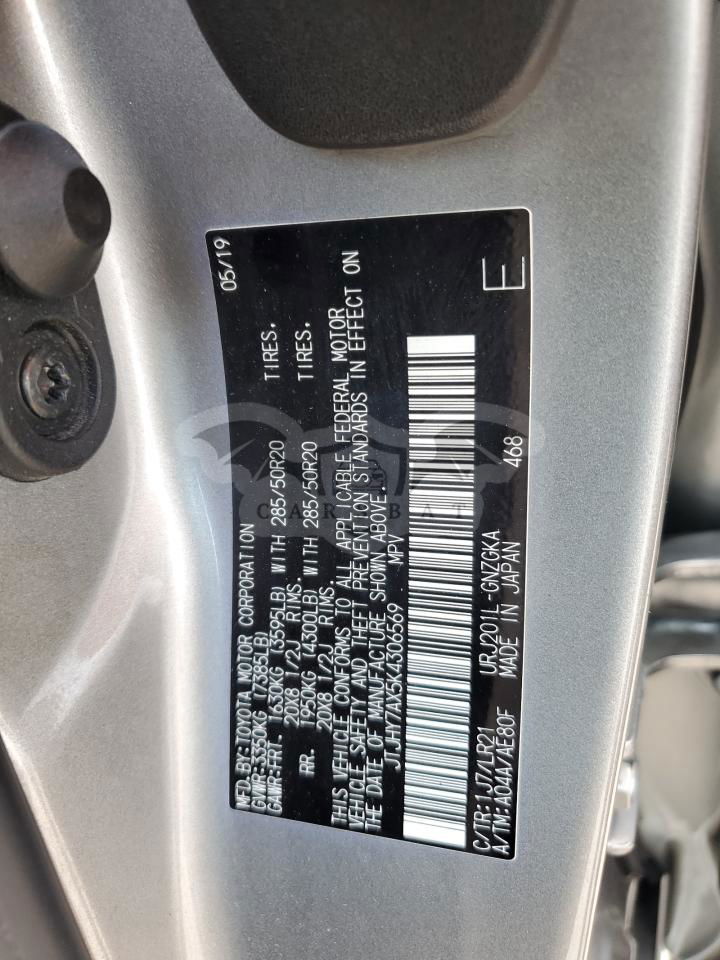 MFD.BY:TOYOTA MOTOR CORPORATION 05/19
GVWR:3350KG (7385LB)
GAWR:FRT- 1630KG (3595LB) WITH 285/50R20 TIRES.
20X8 1/2J RIMS.
RR. 1950KG (4300LB) WITH 285/50R20 TIRES.
20X8 1/2J RIMS.
THIS VEHICLE CONFORMS TO ALL APPLICABLE FEDERAL MOTOR
VEHICLE SAFETY AND THEFT PREVENTION STANDARDS IN EFFECT ON
THE DATE OF MANUFACTURE SHOWN ABOVE.
JTJHY7AX5K4306569 MPV
C/TR:1J7/LR21 URJ201L-GNZGKA 468 E
A/TM:A04A/AE80F MADE IN JAPAN
CAR BAT